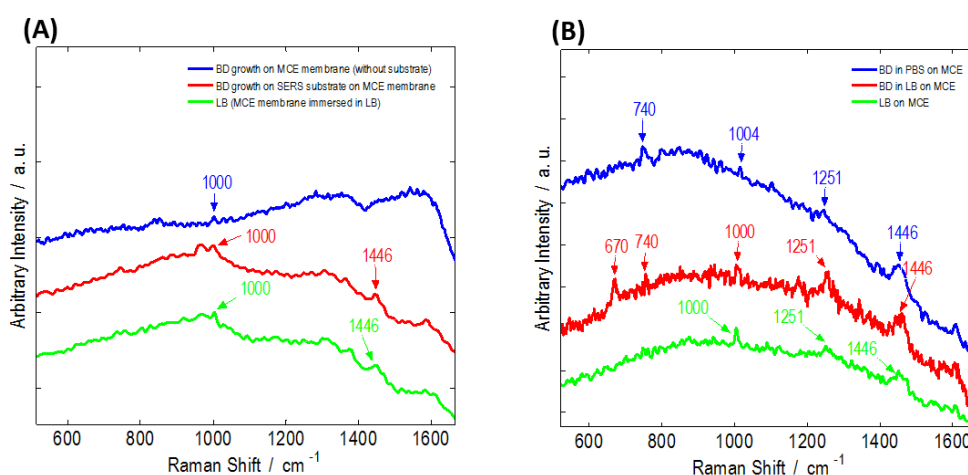 (A)
BD growth on MCE membrane (without substrate)
BD growth on SERS substrate on MCE membrane
LB (MCE membrane immersed in LB)
1000
1000
1446
1000
1446
Arbitrary Intensity / a. u.
600 800 1000 1200 1400 1600
Raman Shift / cm⁻¹
(B)
BD in PBS on MCE
BD in LB on MCE
LB on MCE
740
1004
1251
1446
670
740
1000
1251
1446
1000
1251
1446
Arbitrary Intensity / a. u.
600 800 1000 1200 1400 1600
Raman Shift / cm⁻¹